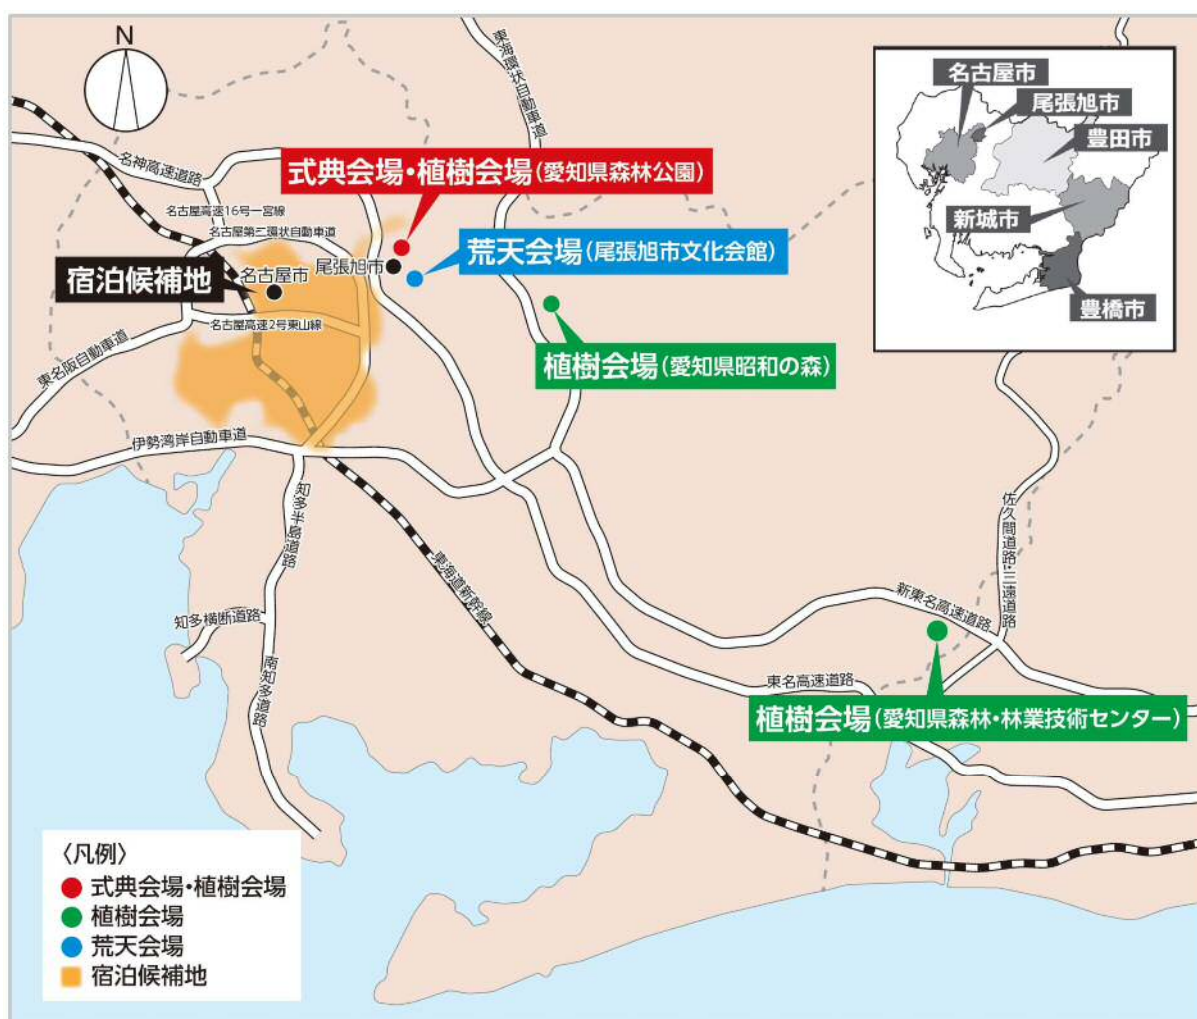 N
東海環状自動車道
名神高速道路
式典会場・植樹会場(愛知県森林公園)
名古屋高速16号一宮線
名古屋第二環状自動車道
荒天会場(尾張旭市文化会館)
尾張旭市
宿泊候補地
名古屋市
名古屋高速2号東山線
東名阪自動車道
植樹会場(愛知県昭和の森)
伊勢湾岸自動車道
知多半島道路
東海道新幹線
佐久間道路・三遠道路
新東名高速道路
知多横断道路
南知多道路
東名高速道路
植樹会場(愛知県森林・林業技術センター)
名古屋市
尾張旭市
豊田市
新城市
豊橋市
〈凡例〉
式典会場・植樹会場
植樹会場
荒天会場
宿泊候補地